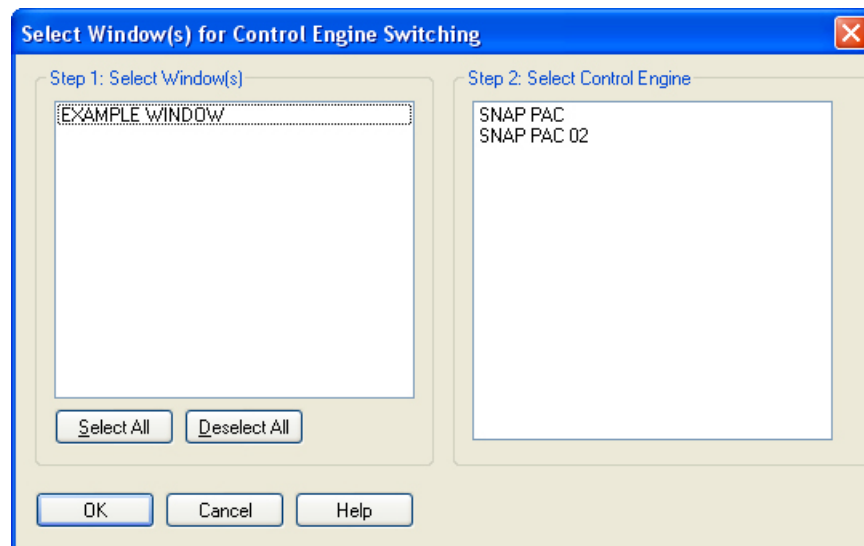 Select Window(s) for Control Engine Switching
Step 1: Select Window(s)
EXAMPLE WINDOW
Select All
Deselect All
Step 2: Select Control Engine
SNAP PAC
SNAP PAC 02
OK
Cancel
Help